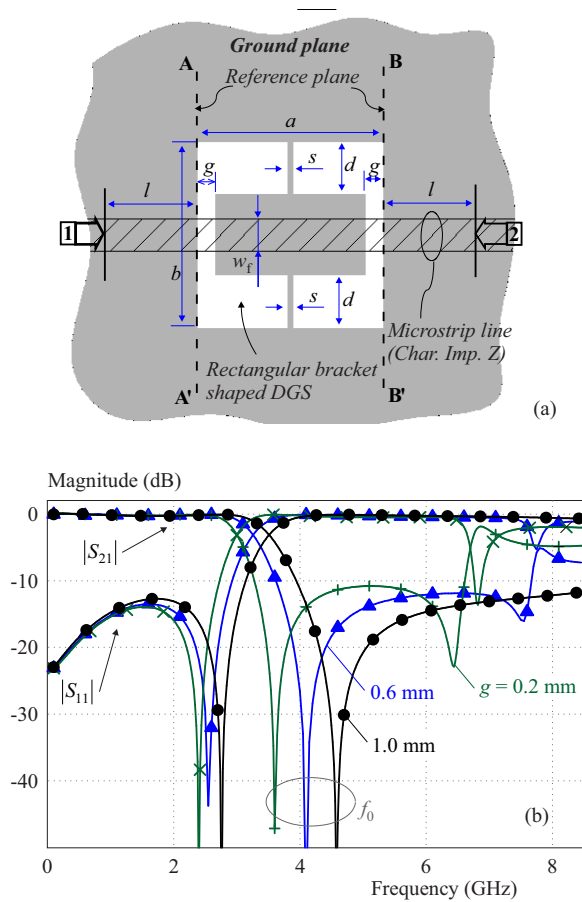 (a)
Ground plane
A
B
Reference plane
a
g
s
d
g
l
l
1
2
b
w_f
s
d
Microstrip line
(Char. Imp. Z)
Rectangular bracket
shaped DGS
A'
B'
(a)
Magnitude (dB)
0
|S21|
-10
-20
|S11|
0.6 mm
g = 0.2 mm
1.0 mm
-30
-40
f0
(b)
0
2
4
6
8
Frequency (GHz)